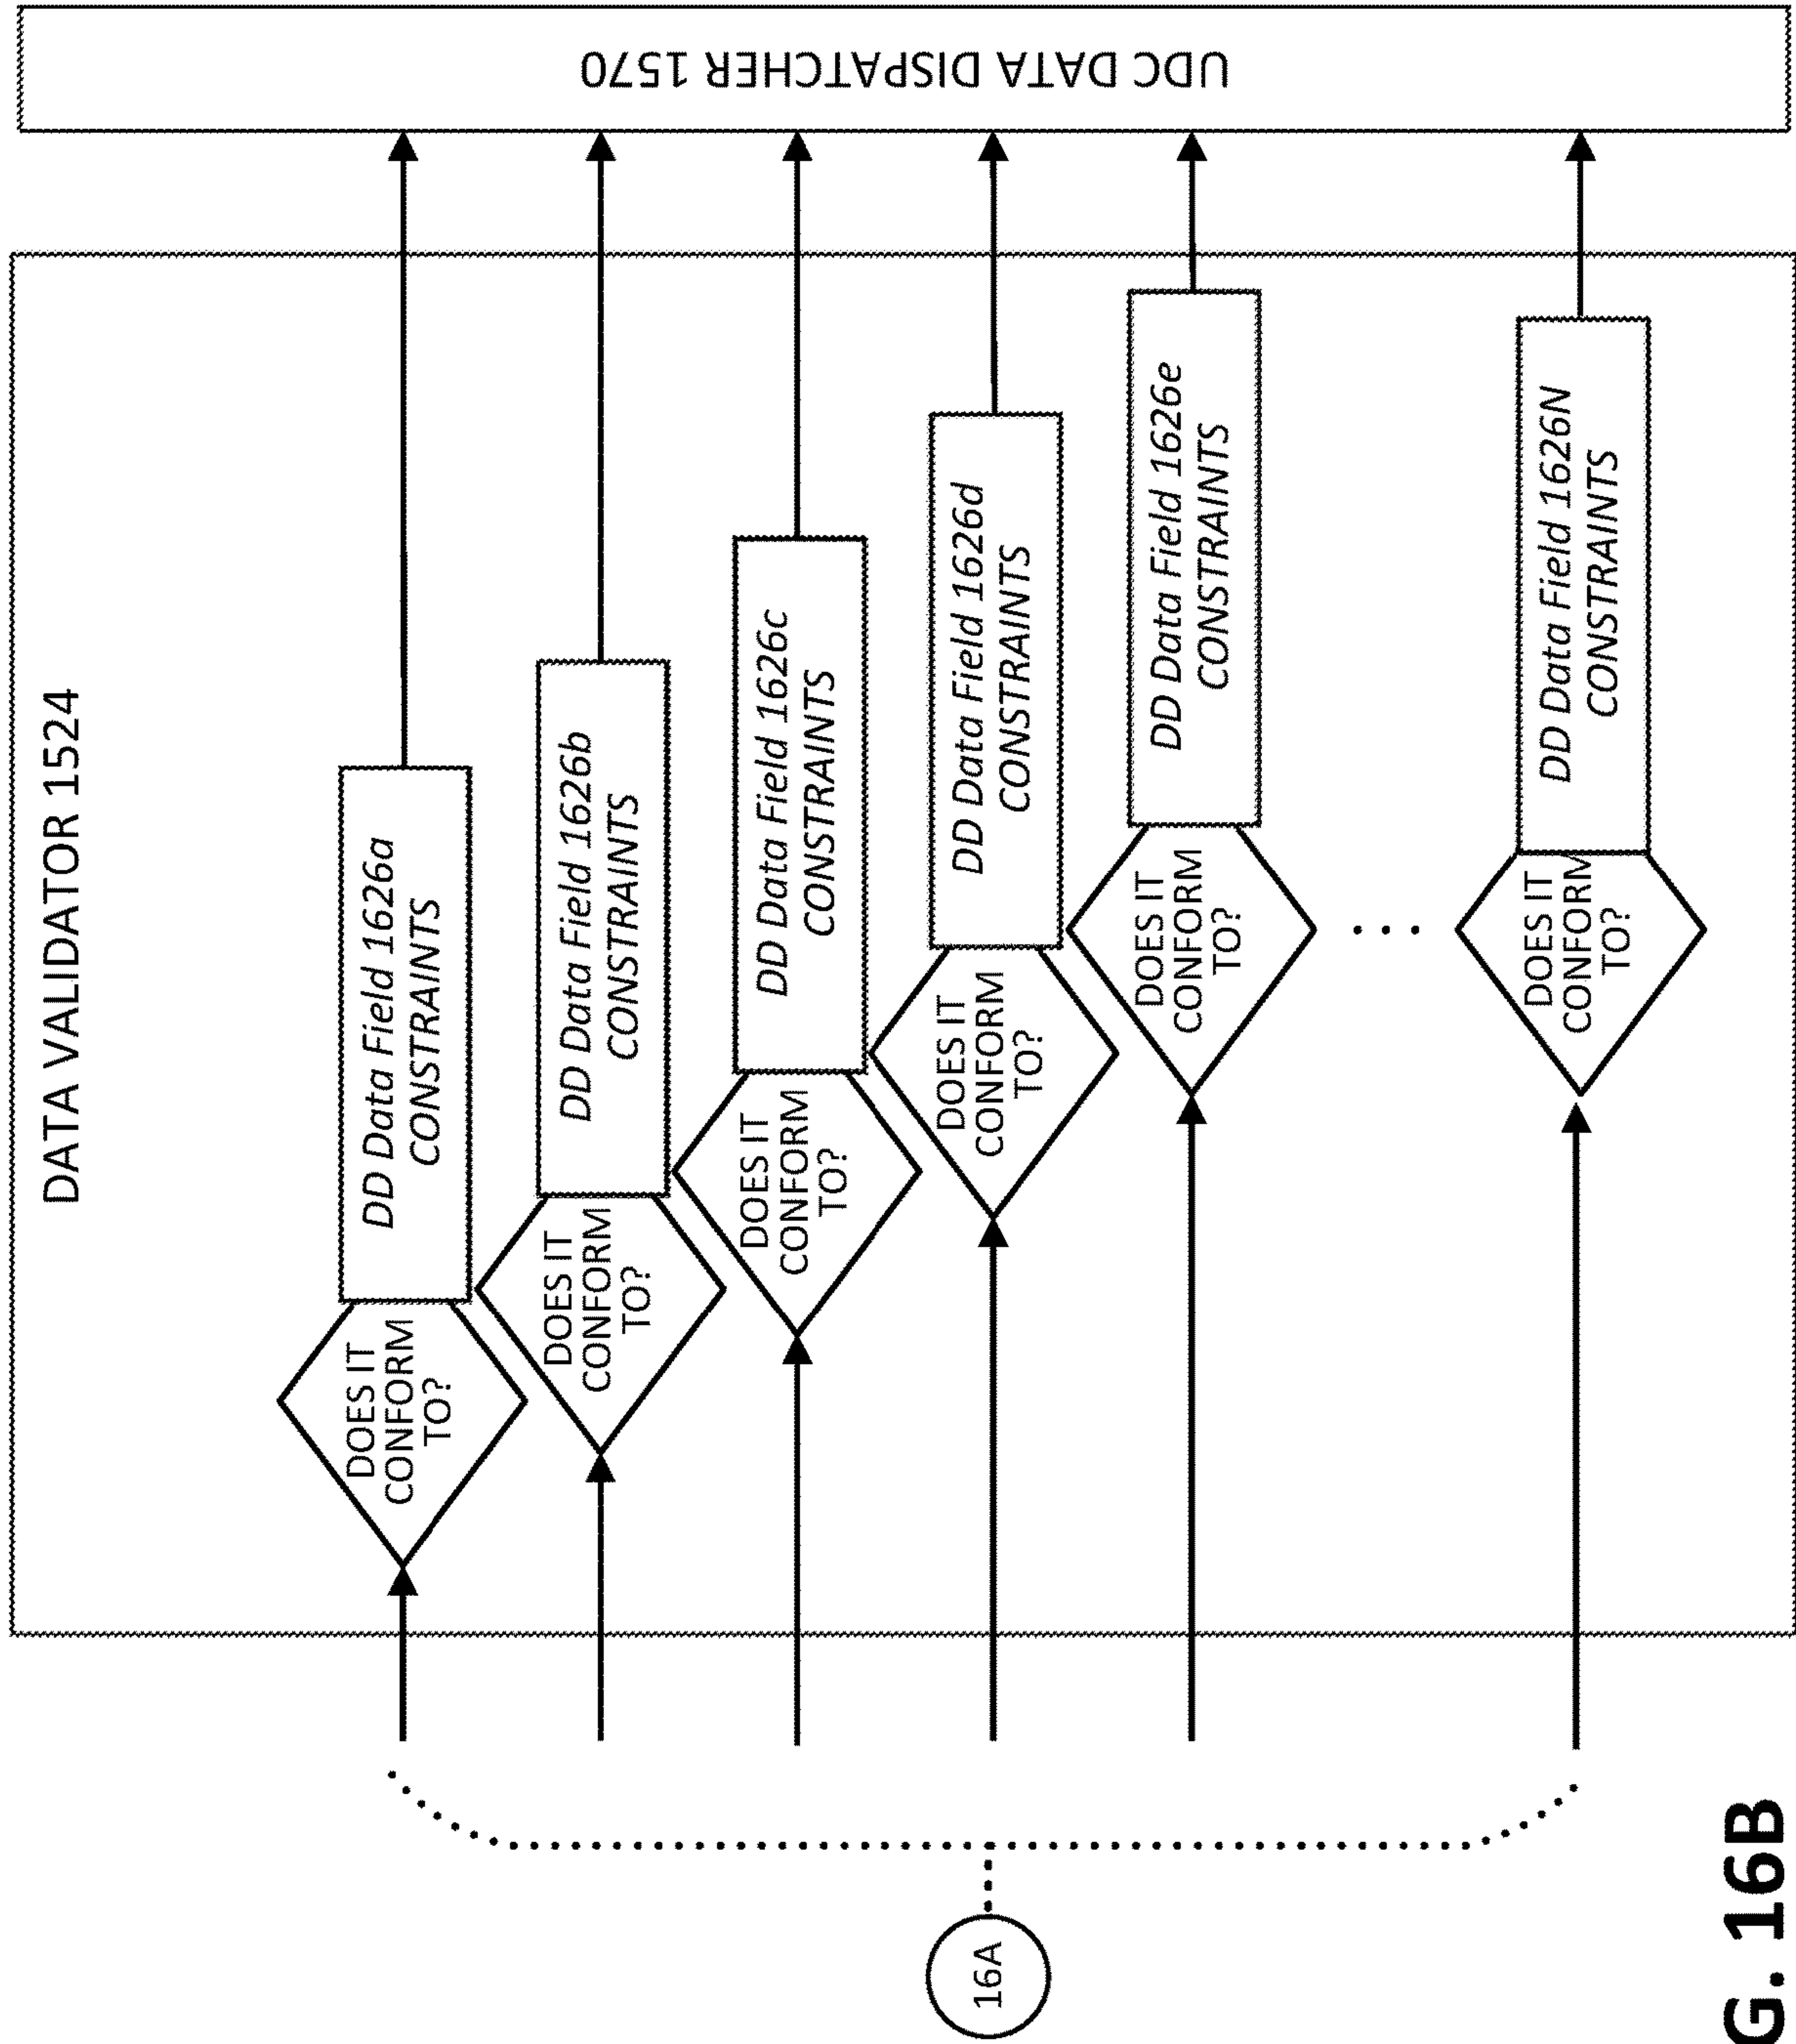 DATA VALIDATOR 1524
DOES IT
CONFORM
TO?
DD Data Field 1626a
CONSTRAINTS
DOES IT
CONFORM
TO?
DD Data Field 1626b
CONSTRAINTS
DOES IT
CONFORM
TO?
DD Data Field 1626c
CONSTRAINTS
DOES IT
CONFORM
TO?
DD Data Field 1626d
CONSTRAINTS
DOES IT
CONFORM
TO?
DD Data Field 1626e
CONSTRAINTS
...
DOES IT
CONFORM
TO?
DD Data Field 1626N
CONSTRAINTS
UDC DATA DISPATCHER 1570
16A
G. 16B